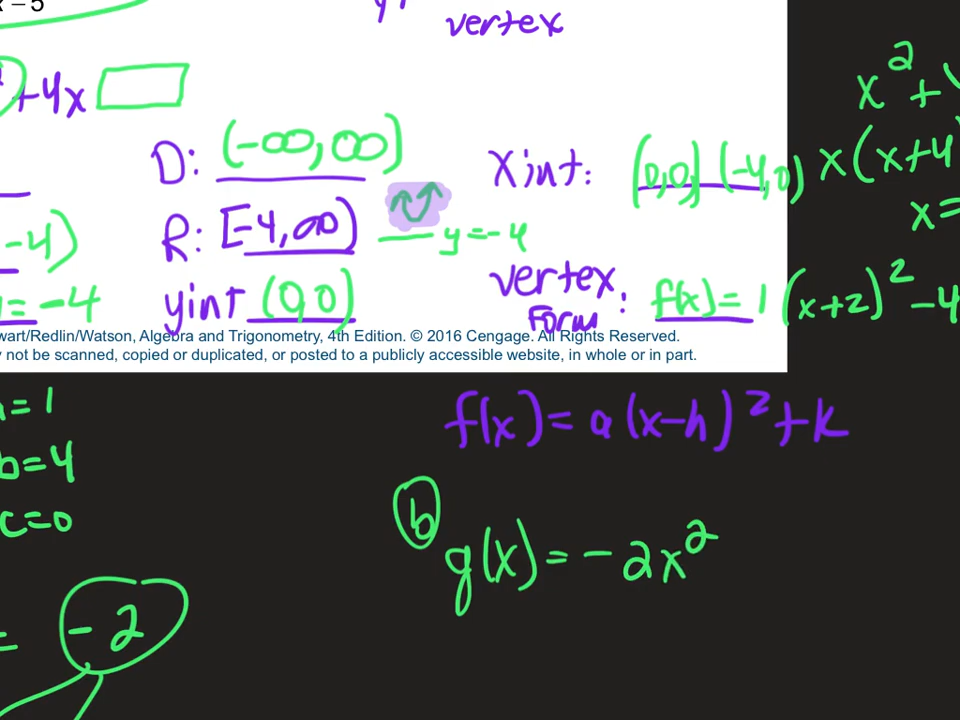 x – 5
vertex
+4x
x²+
D: (-∞,∞)
x int: (0,0) (-4,0) x(x+4
R: [-4,∞) y=-4
x=
-4)
= -4
y int (0,0)
vertex Form: f(x)= 1(x+2)²-4
wart/Redlin/Watson, Algebra and Trigonometry, 4th Edition. © 2016 Cengage. All Rights Reserved.
y not be scanned, copied or duplicated, or posted to a publicly accessible website, in whole or in part.
=1
f(x)= a(x-h)²+k
b=4
c=0
b
g(x)= -2x²
= -2